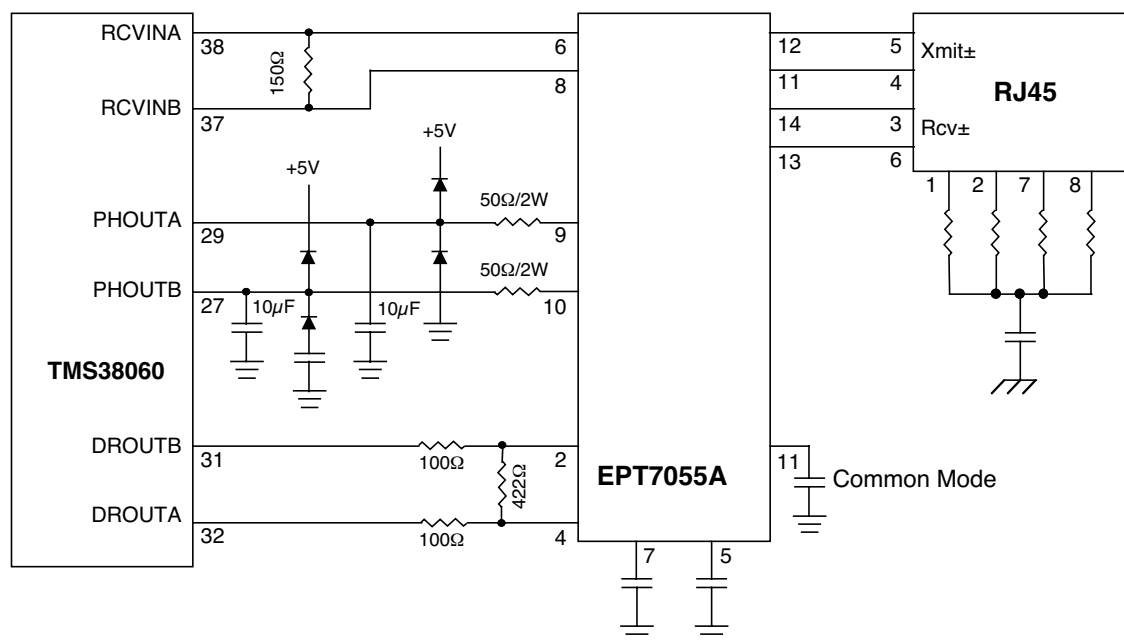 RCVINA
38
150Ω
6
12
5
Xmit±
8
11
4
RJ45
RCVINB
37
14
3
Rcv±
13
6
+5V
+5V
1
2
7
8
50Ω/2W
PHOUTA
29
9
50Ω/2W
PHOUTB
27
10µF
10µF
10
TMS38060
DROUTB
31
100Ω
2
EPT7055A
11
Common Mode
422Ω
DROUTA
32
100Ω
4
7
5